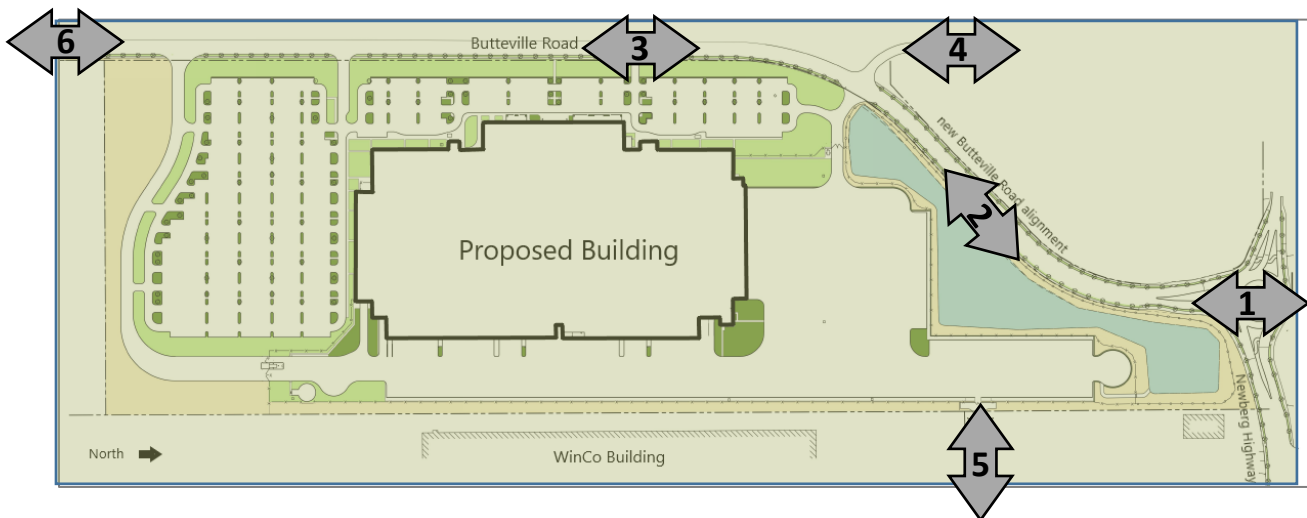 6
Butteville Road
3
4
new Butteville Road alignment
2
Proposed Building
1
Newberg Highway
5
North
WinCo Building